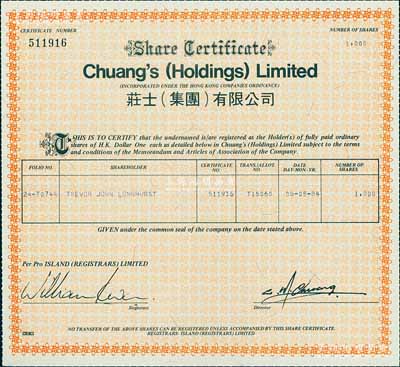 CERTIFICATE NUMBER
511916
NUMBER OF SHARES
1,000
Share Certificate
Chuang's (Holdings) Limited
(INCORPORATED UNDER THE HONG KONG COMPANIES ORDINANCE)
莊士(集團)有限公司
THIS IS TO CERTIFY that the undernamed is/are registered as the Holder(s) of fully paid ordinary
shares of H.K. Dollar One each as detailed below in Chuang's (Holdings) Limited subject to the terms
and conditions of the Memorandum and Articles of Association of the Company.
FOLIO NO. SHAREHOLDER CERTIFICATE NO. TRANS./ALLOT. NO. DATE DAY-MON-YR. NUMBER OF SHARES
TREVOR JOHN LONGHURST 511916 1,000
GIVEN under the common seal of the company on the date stated above.
Per Pro ISLAND (REGISTRARS) LIMITED
Registrars
Director
NO TRANSFER OF THE ABOVE SHARES CAN BE REGISTERED UNLESS ACCOMPANIED BY THIS SHARE CERTIFICATE.
REGISTRARS: ISLAND (REGISTRARS) LIMITED